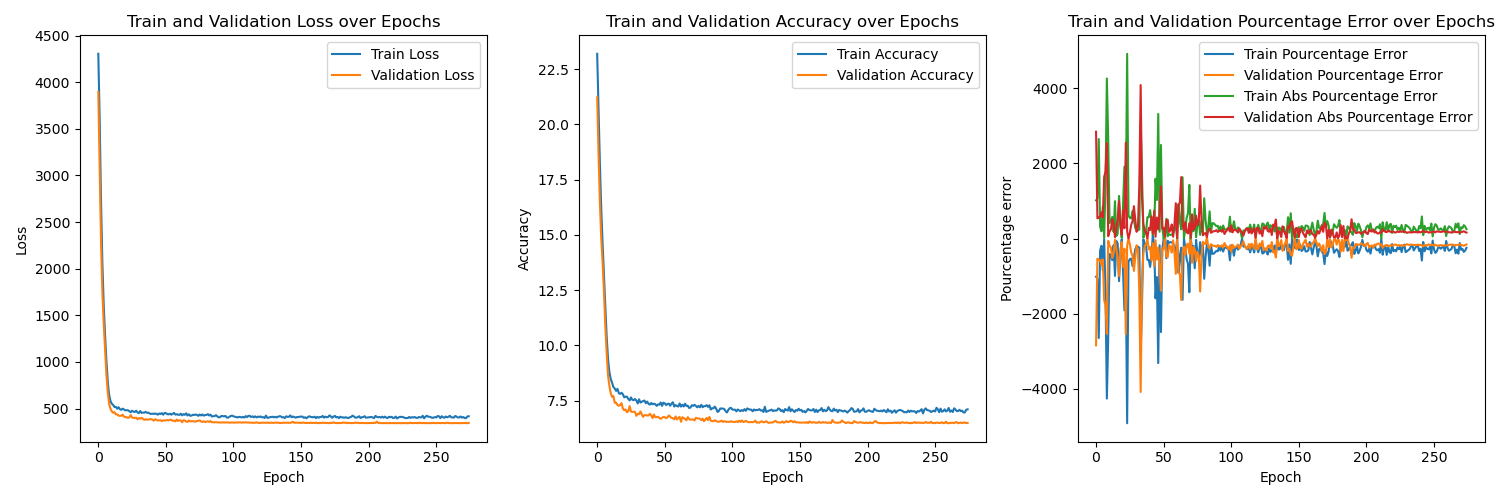 Train and Validation Loss over Epochs
Loss
4500
4000
3500
3000
2500
2000
1500
1000
500
Train Loss
Validation Loss
0 50 100 150 200 250
Epoch
Train and Validation Accuracy over Epochs
Accuracy
22.5
20.0
17.5
15.0
12.5
10.0
7.5
Train Accuracy
Validation Accuracy
0 50 100 150 200 250
Epoch
Train and Validation Pourcentage Error over Epochs
Pourcentage error
4000
2000
0
−2000
−4000
Train Pourcentage Error
Validation Pourcentage Error
Train Abs Pourcentage Error
Validation Abs Pourcentage Error
0 50 100 150 200 250
Epoch